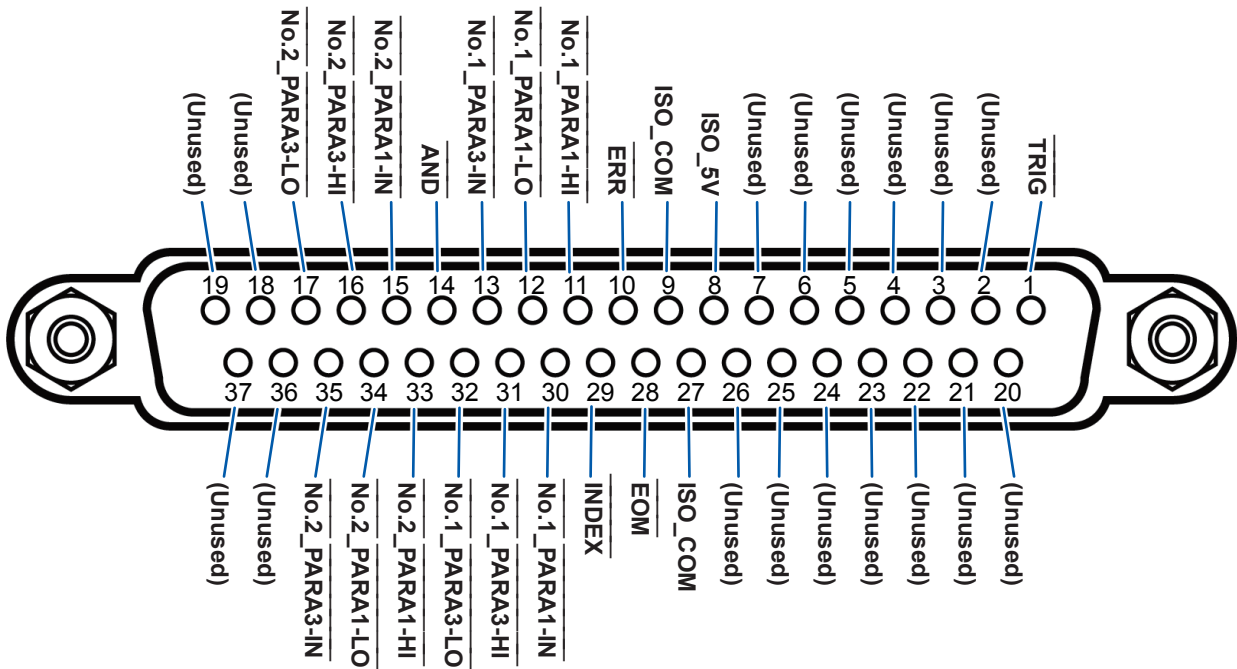 No.2_PARA3-LO
No.2_PARA3-HI
No.2_PARA1-IN
No.1_PARA3-IN
No.1_PARA1-LO
No.1_PARA1-HI
(Unused)
(Unused)
AND
ERR
ISO_COM
ISO_5V
(Unused)
(Unused)
(Unused)
(Unused)
(Unused)
(Unused)
TRIG
19 18 17 16 15 14 13 12 11 10 9 8 7 6 5 4 3 2 1
37 36 35 34 33 32 31 30 29 28 27 26 25 24 23 22 21 20
(Unused)
(Unused)
No.2_PARA3-IN
No.2_PARA1-LO
No.2_PARA1-HI
No.1_PARA3-LO
No.1_PARA3-HI
No.1_PARA1-IN
INDEX
EOM
ISO_COM
(Unused)
(Unused)
(Unused)
(Unused)
(Unused)
(Unused)
(Unused)